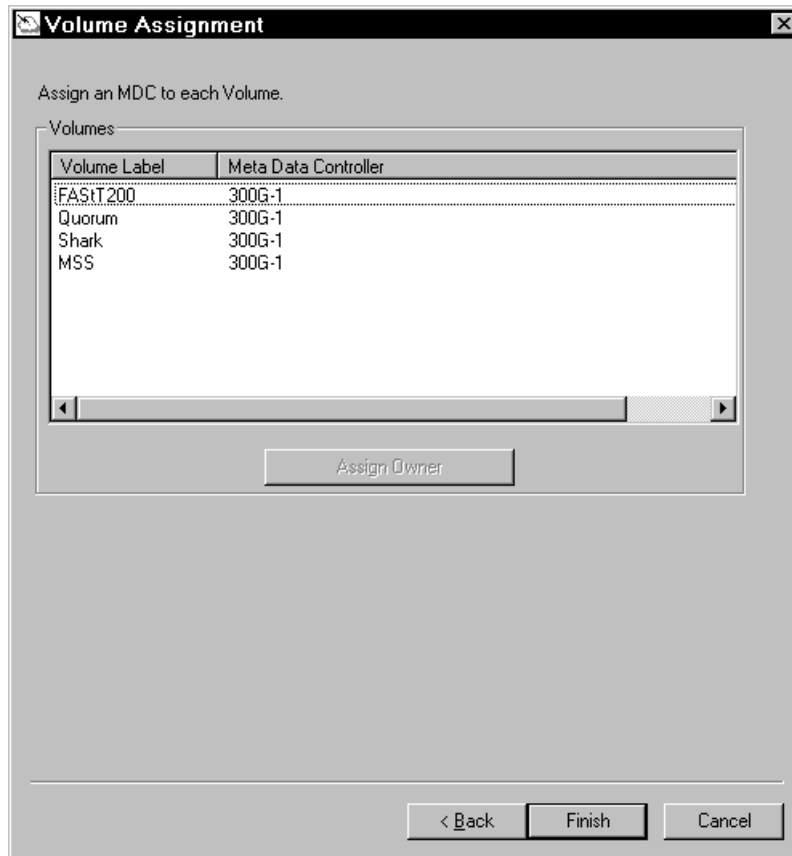 Volume Assignment
Assign an MDC to each Volume.
Volumes
Volume Label Meta Data Controller
FAStT200 300G-1
Quorum 300G-1
Shark 300G-1
MSS 300G-1
Assign Owner
< Back Finish Cancel